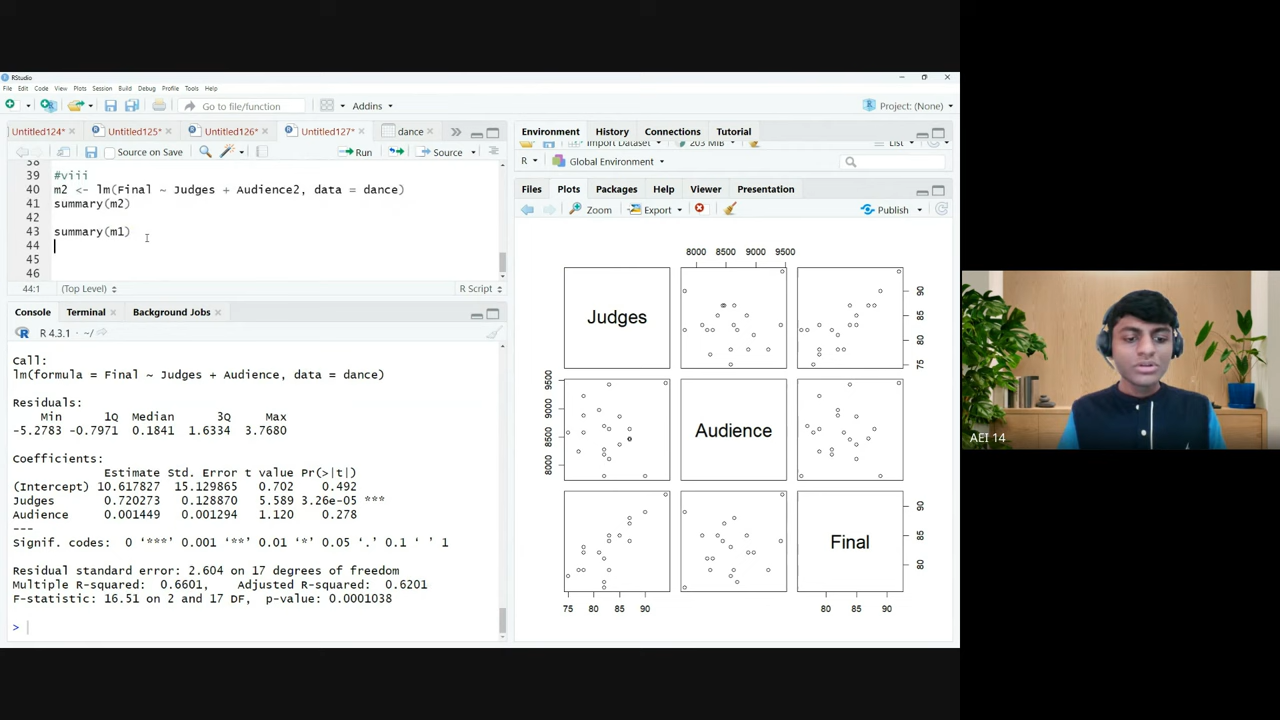 RStudio
File Edit Code View Plots Session Build Debug Profile Tools Help
Go to file/function
Addins
Project: (None)
Untitled124*
Untitled125*
Untitled126*
Untitled127*
dance
Source on Save
Run
Source
38
39 #viii
40 m2 <- lm(Final ~ Judges + Audience2, data = dance)
41 summary(m2)
42
43 summary(m1)
44
45
46
44:1 (Top Level) R Script
Console Terminal Background Jobs
R 4.3.1 · ~/
Call:
lm(formula = Final ~ Judges + Audience, data = dance)
Residuals:
Min 1Q Median 3Q Max
-5.2783 -0.7971 0.1841 1.6334 3.7680
Coefficients:
Estimate Std. Error t value Pr(>|t|)
(Intercept) 10.617827 15.129865 0.702 0.492
Judges 0.720273 0.128870 5.589 3.26e-05 ***
Audience 0.001449 0.001294 1.120 0.278
---
Signif. codes: 0 ‘***’ 0.001 ‘**’ 0.01 ‘*’ 0.05 ‘.’ 0.1 ‘ ’ 1
Residual standard error: 2.604 on 17 degrees of freedom
Multiple R-squared: 0.6601, Adjusted R-squared: 0.6201
F-statistic: 16.51 on 2 and 17 DF, p-value: 0.0001038
>
Environment History Connections Tutorial
Import Dataset 203 MiB List
R Global Environment
Files Plots Packages Help Viewer Presentation
Zoom Export Publish
8000 8500 9000 9500
Judges
75 80 85 90
8000 8500 9000 9500
Audience
Final
80 85 90
75 80 85 90
80 85 90
AEI 14